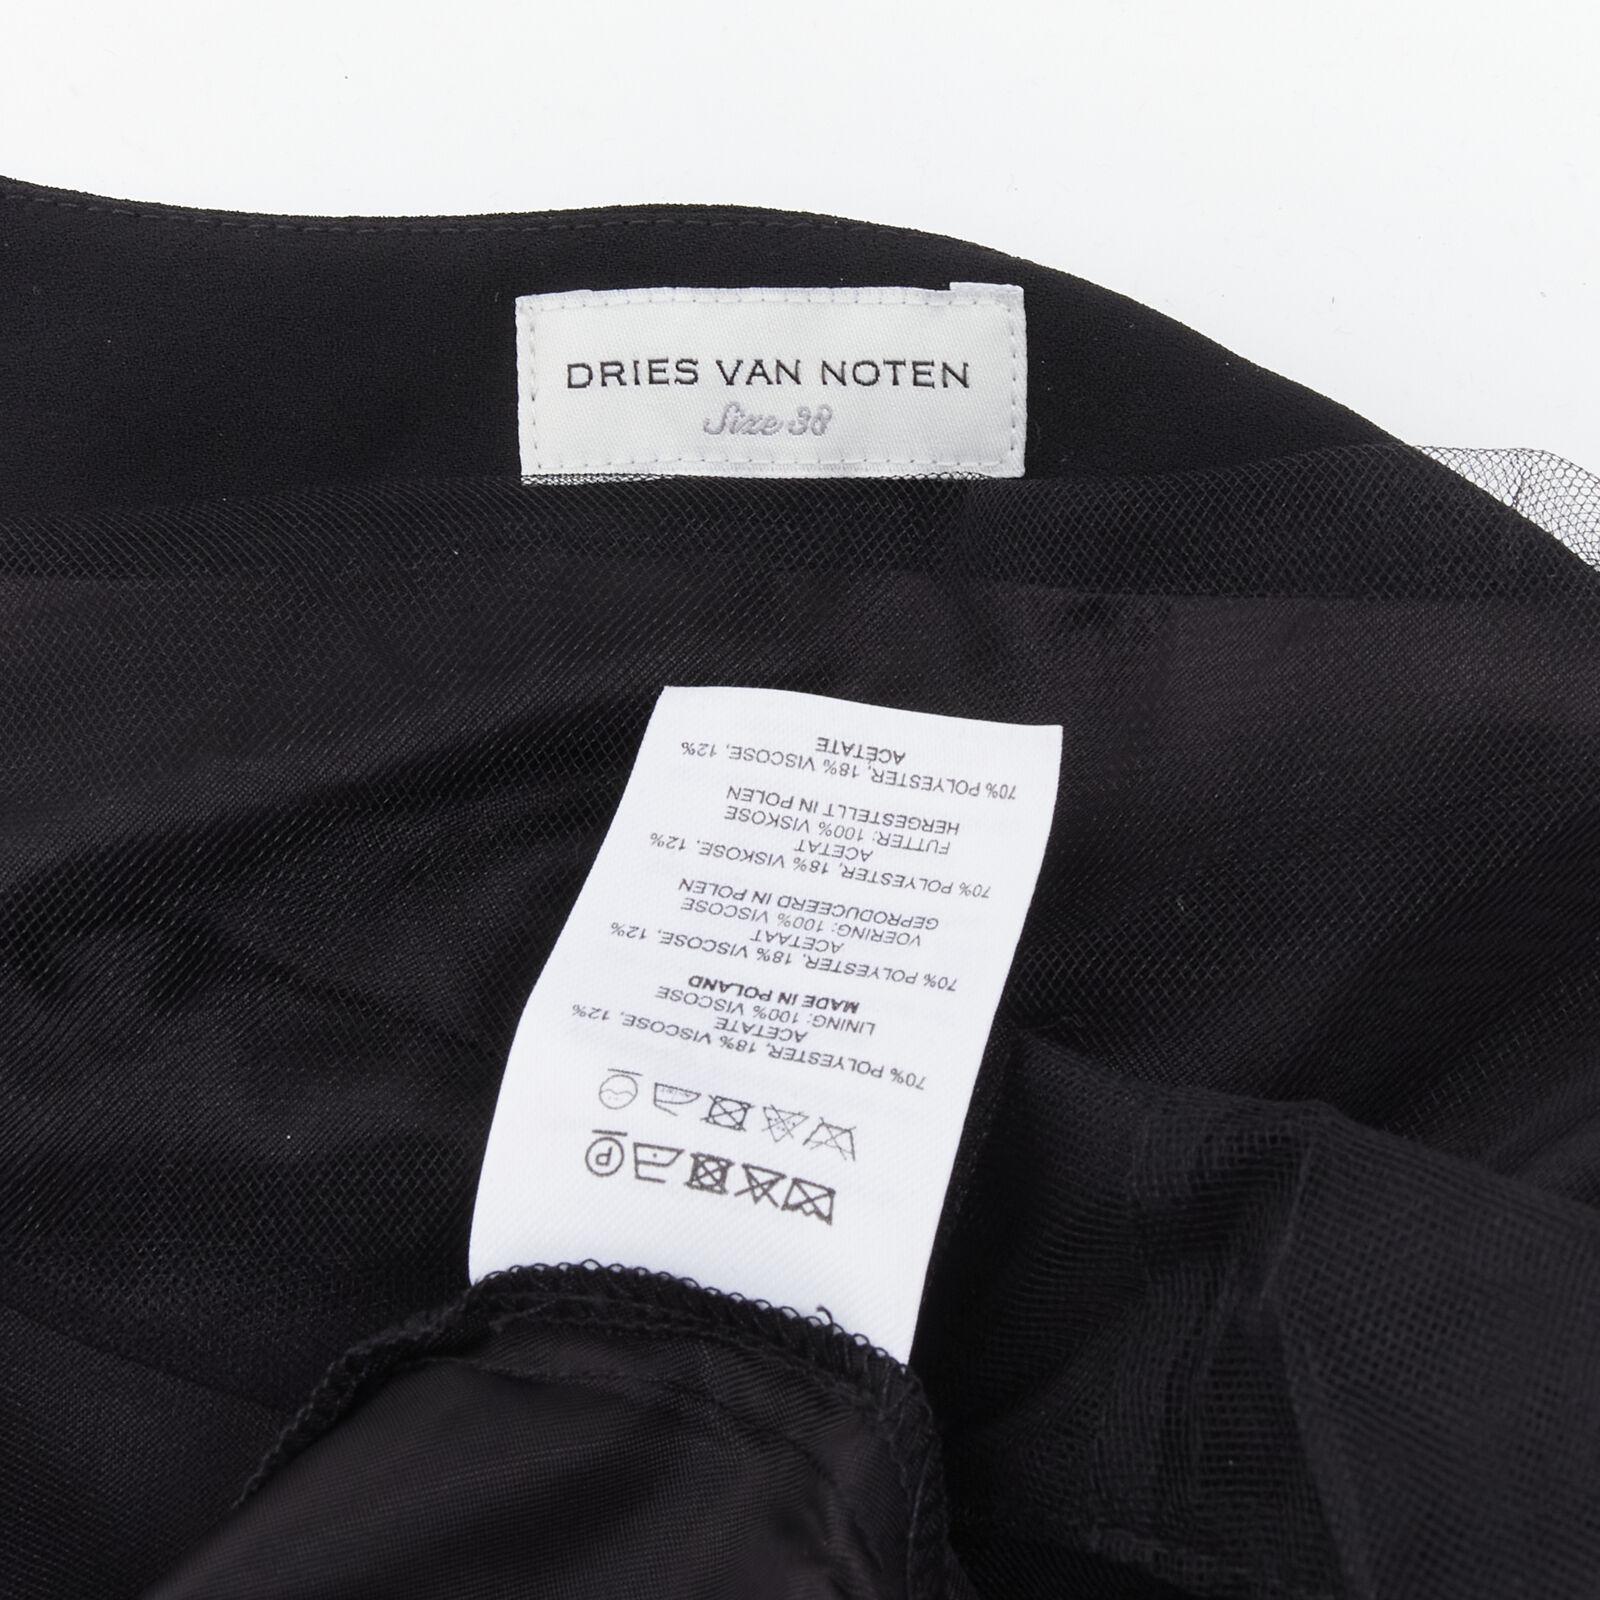 DRIES VAN NOTEN
Size 38
70% POLYESTER, 18% VISCOSE, 12%
ACETATE
LINING: 100% VISCOSE
MADE IN POLAND
70% POLYESTER, 18% VISCOSE, 12%
ACETAAT
VOERING: 100% VISCOSE
GEPRODUCEERD IN POLEN
70% POLYESTER, 18% VISKOSE, 12%
ACETAT
FUTTER: 100% VISKOSE
HERGESTELLT IN POLEN
70% POLYESTER, 18% VISCOSE, 12%
ACÉTATE
P